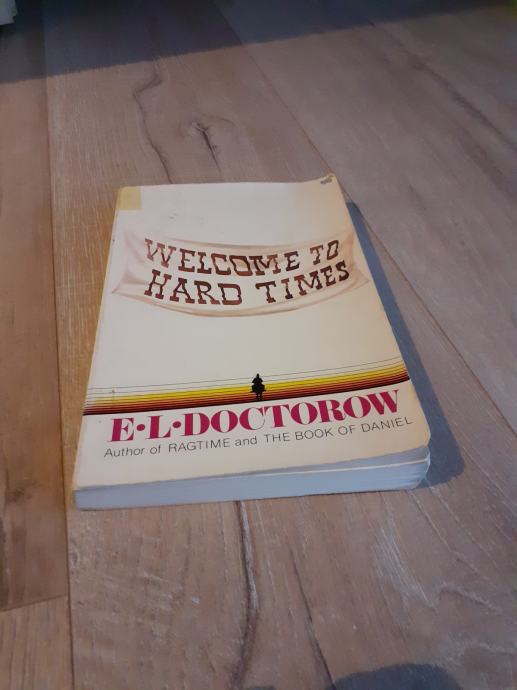 WELCOME TO
HARD TIMES
E•L•DOCTOROW
Author of RAGTIME and THE BOOK OF DANIEL